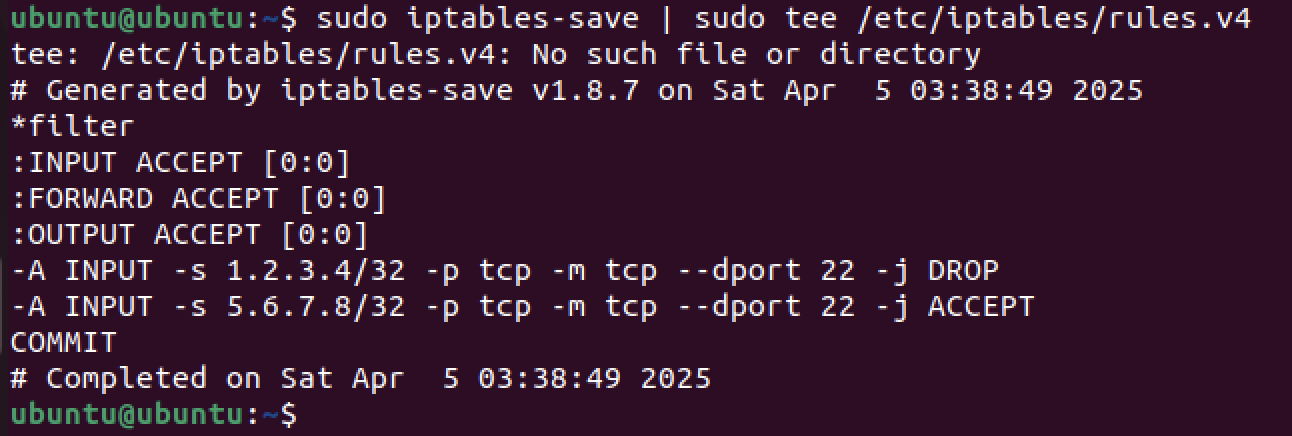 ubuntu@ubuntu:~$ sudo iptables-save | sudo tee /etc/iptables/rules.v4
tee: /etc/iptables/rules.v4: No such file or directory
# Generated by iptables-save v1.8.7 on Sat Apr  5 03:38:49 2025
*filter
:INPUT ACCEPT [0:0]
:FORWARD ACCEPT [0:0]
:OUTPUT ACCEPT [0:0]
-A INPUT -s 1.2.3.4/32 -p tcp -m tcp --dport 22 -j DROP
-A INPUT -s 5.6.7.8/32 -p tcp -m tcp --dport 22 -j ACCEPT
COMMIT
# Completed on Sat Apr  5 03:38:49 2025
ubuntu@ubuntu:~$